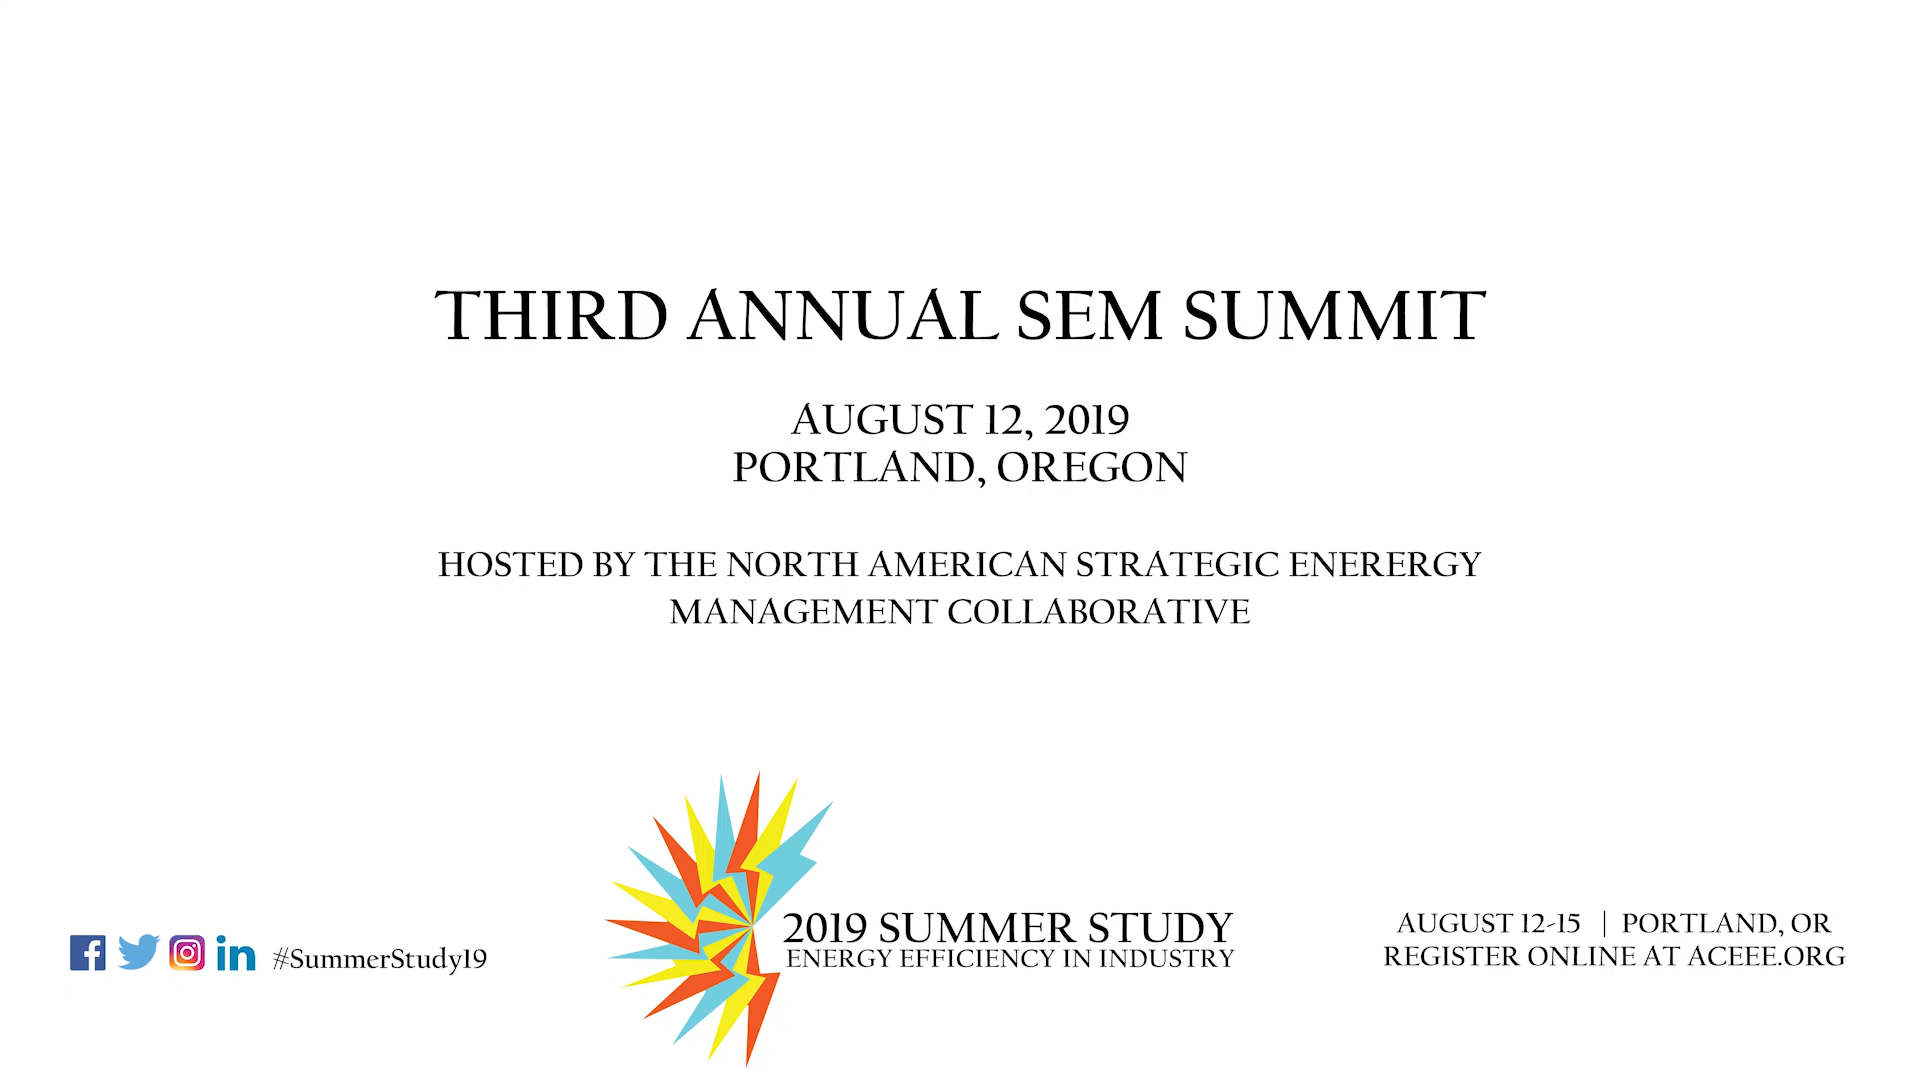 THIRD ANNUAL SEM SUMMIT
AUGUST 12, 2019
PORTLAND, OREGON
HOSTED BY THE NORTH AMERICAN STRATEGIC ENERERGY
MANAGEMENT COLLABORATIVE
#SummerStudy19
2019 SUMMER STUDY
ENERGY EFFICIENCY IN INDUSTRY
AUGUST 12-15 | PORTLAND, OR
REGISTER ONLINE AT ACEEE.ORG